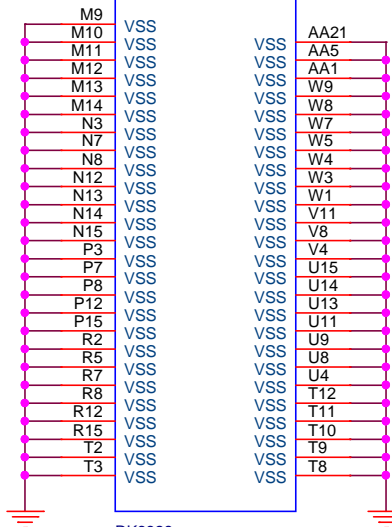 M9 VSS
M10 VSS VSS AA21
M11 VSS VSS AA5
M12 VSS VSS AA1
M13 VSS VSS W9
M14 VSS VSS W8
N3 VSS VSS W7
N7 VSS VSS W5
N8 VSS VSS W4
N12 VSS VSS W3
N13 VSS VSS W1
N14 VSS VSS V11
N15 VSS VSS V8
P3 VSS VSS V4
P7 VSS VSS U15
P8 VSS VSS U14
P12 VSS VSS U13
P15 VSS VSS U11
R2 VSS VSS U9
R5 VSS VSS U8
R7 VSS VSS U4
R8 VSS VSS T12
R12 VSS VSS T11
R15 VSS VSS T10
T2 VSS VSS T9
T3 VSS VSS T8